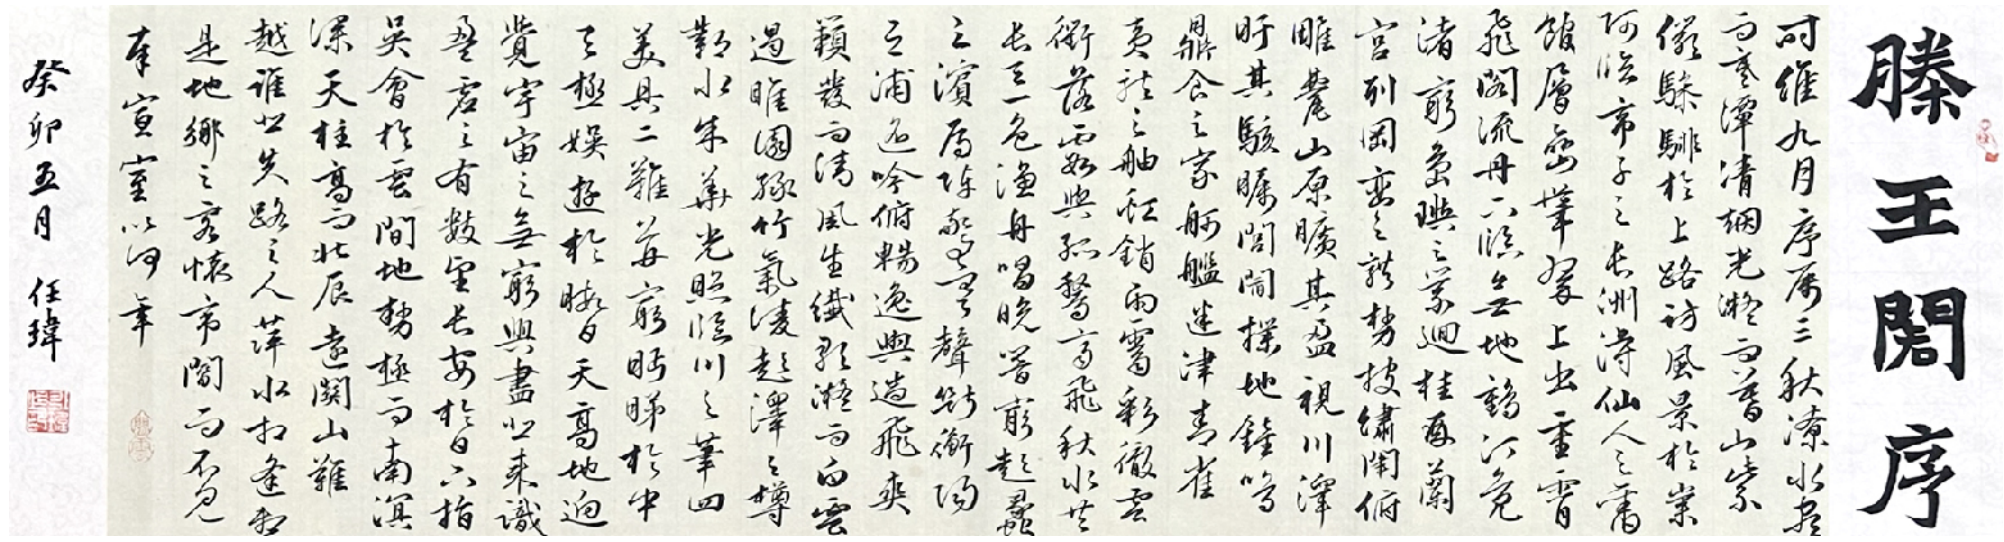 滕王閣序
时維九月序属三秋潦水盡
而寒潭清烟光凝而暮山紫
儼驂騑於上路訪風景於崇
阿臨帝子之長洲得仙人之舊
館層巒聳翠上出重霄
飛閣流丹下臨無地鶴汀鳧
渚窮島嶼之縈迴桂殿蘭
宫列岡巒之體勢披繡闥俯
雕甍山原曠其盈視川澤
盱其駭矚閭閻撲地鐘鳴
鼎食之家舸艦迷津青雀
黄龍之舳虹銷雨霽彩徹雲
衢落霞與孤鶩齊飛秋水共
長天一色漁舟唱晚響窮彭蠡
之濱雁陣驚寒聲斷衡陽
之浦遥吟俯暢逸興遄飛爽
籟發而清風生纖歌凝而白雲
遏睢園緑竹氣凌彭澤之樽
鄴水朱華光照臨川之筆四
美具二難并窮眄睇於中
天極娱遊於暇日天高地迥
覺宇宙之無窮興盡悲來識
盈虚之有數望長安於日下指
吴會於雲間地勢極而南溟
深天柱高而北辰遠關山難
越誰悲失路之人萍水相逢盡
是他鄉之客懷帝閽而不見
奉宣室以何年
癸卯五月 任瑋